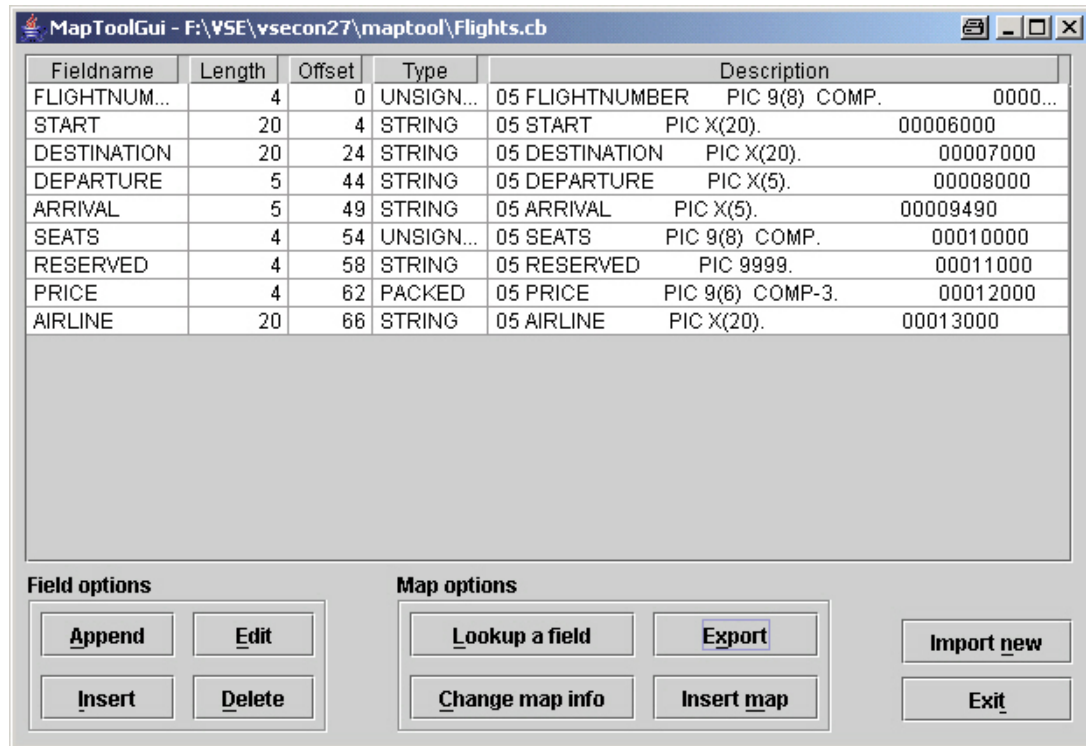 MapToolGui - F:\VSE\vsecon27\maptool\Flights.cb
Fieldname Length Offset Type Description
FLIGHTNUM... 4 0 UNSIGN... 05 FLIGHTNUMBER PIC 9(8) COMP. 0000...
START 20 4 STRING 05 START PIC X(20). 00006000
DESTINATION 20 24 STRING 05 DESTINATION PIC X(20). 00007000
DEPARTURE 5 44 STRING 05 DEPARTURE PIC X(5). 00008000
ARRIVAL 5 49 STRING 05 ARRIVAL PIC X(5). 00009490
SEATS 4 54 UNSIGN... 05 SEATS PIC 9(8) COMP. 00010000
RESERVED 4 58 STRING 05 RESERVED PIC 9999. 00011000
PRICE 4 62 PACKED 05 PRICE PIC 9(6) COMP-3. 00012000
AIRLINE 20 66 STRING 05 AIRLINE PIC X(20). 00013000
Field options Map options
Append Edit Lookup a field Export Import new
Insert Delete Change map info Insert map Exit